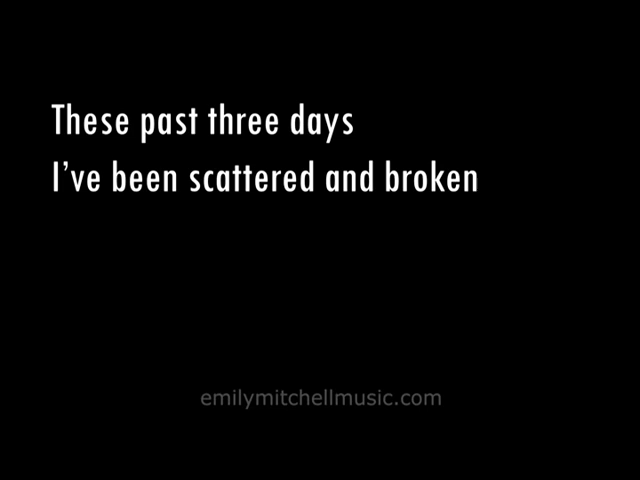 These past three days
I’ve been scattered and broken
emilymitchellmusic.com